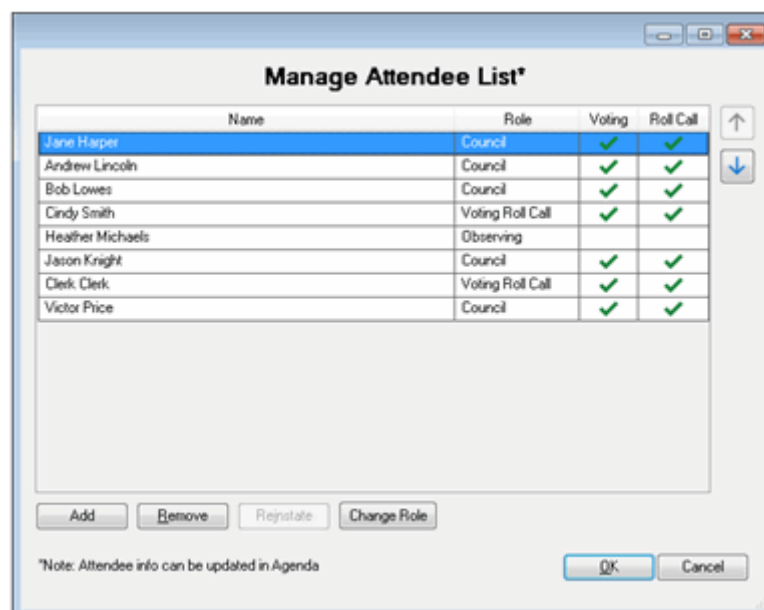 Manage Attendee List*
Name Role Voting Roll Call
Jane Harper Council
Andrew Lincoln Council
Bob Lowes Council
Cindy Smith Voting Roll Call
Heather Michaels Observing
Jason Knight Council
Clerk Clerk Voting Roll Call
Victor Price Council
Add Remove Reinstate Change Role
*Note: Attendee info can be updated in Agenda
OK Cancel